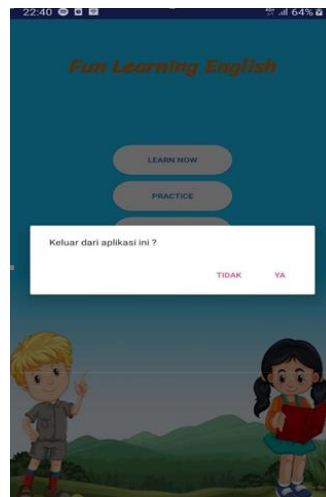 22:40
64%
Fun Learning English
LEARN NOW
PRACTICE
Keluar dari aplikasi ini ?
TIDAK YA